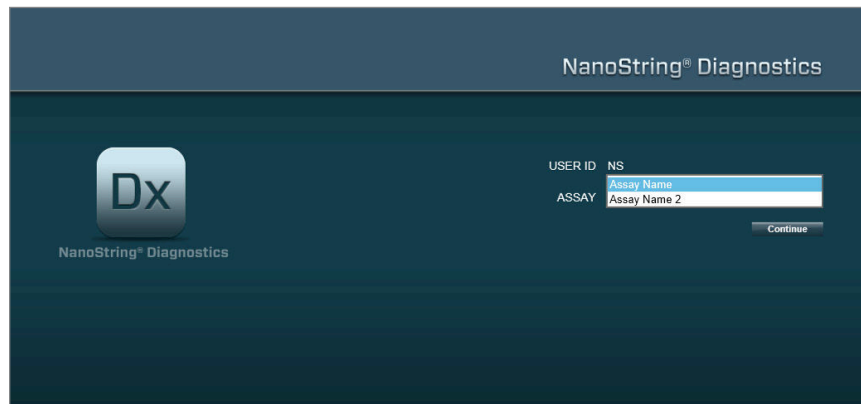 NanoString® Diagnostics
Dx
NanoString® Diagnostics
USER ID NS
ASSAY
Assay Name
Assay Name 2
Continue